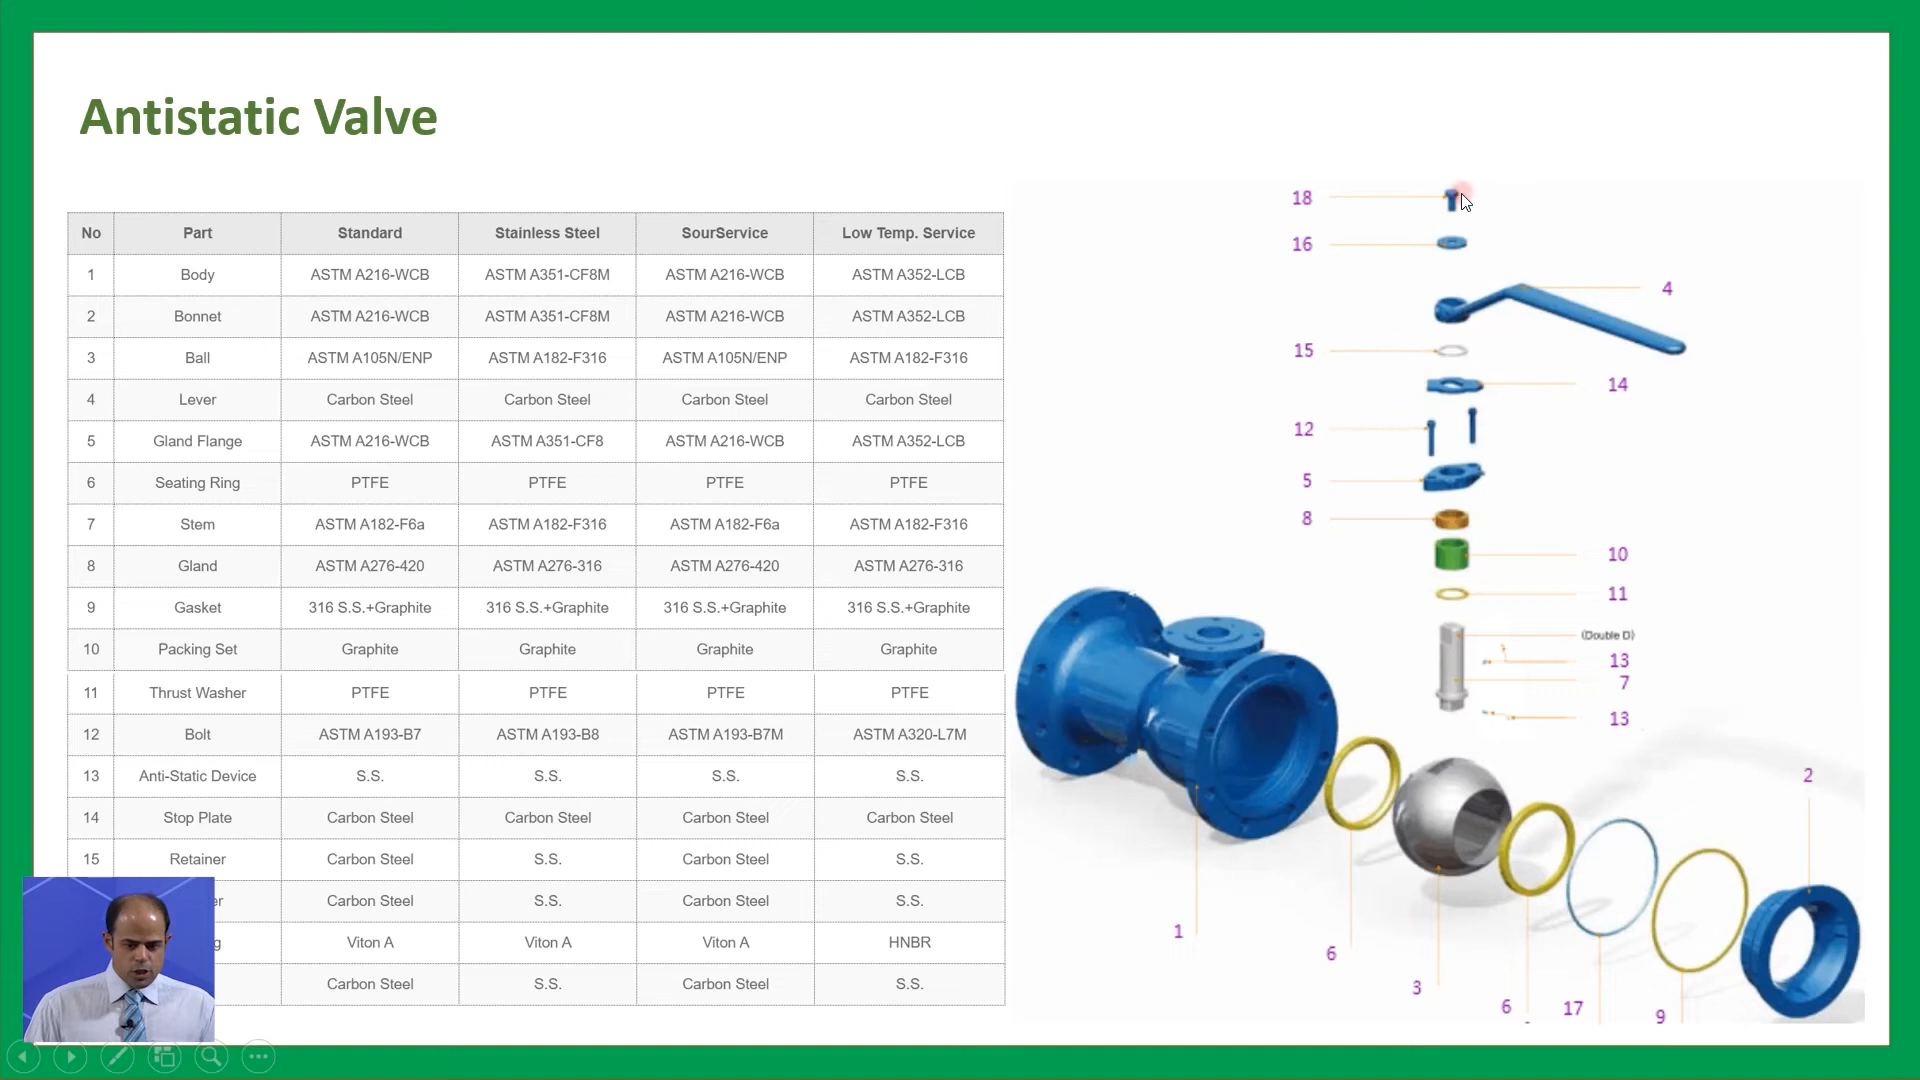 Antistatic Valve
No Part Standard Stainless Steel SourService Low Temp. Service
1 Body ASTM A216-WCB ASTM A351-CF8M ASTM A216-WCB ASTM A352-LCB
2 Bonnet ASTM A216-WCB ASTM A351-CF8M ASTM A216-WCB ASTM A352-LCB
3 Ball ASTM A105N/ENP ASTM A182-F316 ASTM A105N/ENP ASTM A182-F316
4 Lever Carbon Steel Carbon Steel Carbon Steel Carbon Steel
5 Gland Flange ASTM A216-WCB ASTM A351-CF8 ASTM A216-WCB ASTM A352-LCB
6 Seating Ring PTFE PTFE PTFE PTFE
7 Stem ASTM A182-F6a ASTM A182-F316 ASTM A182-F6a ASTM A182-F316
8 Gland ASTM A276-420 ASTM A276-316 ASTM A276-420 ASTM A276-316
9 Gasket 316 S.S.+Graphite 316 S.S.+Graphite 316 S.S.+Graphite 316 S.S.+Graphite
10 Packing Set Graphite Graphite Graphite Graphite
11 Thrust Washer PTFE PTFE PTFE PTFE
12 Bolt ASTM A193-B7 ASTM A193-B8 ASTM A193-B7M ASTM A320-L7M
13 Anti-Static Device S.S. S.S. S.S. S.S.
14 Stop Plate Carbon Steel Carbon Steel Carbon Steel Carbon Steel
15 Retainer Carbon Steel S.S. Carbon Steel S.S.
er Carbon Steel S.S. Carbon Steel S.S.
g Viton A Viton A Viton A HNBR
Carbon Steel S.S. Carbon Steel S.S.
18
16
4
15
14
12
5
8
10
11
(Double D)
13
7
13
2
1
6
3
6
17
9